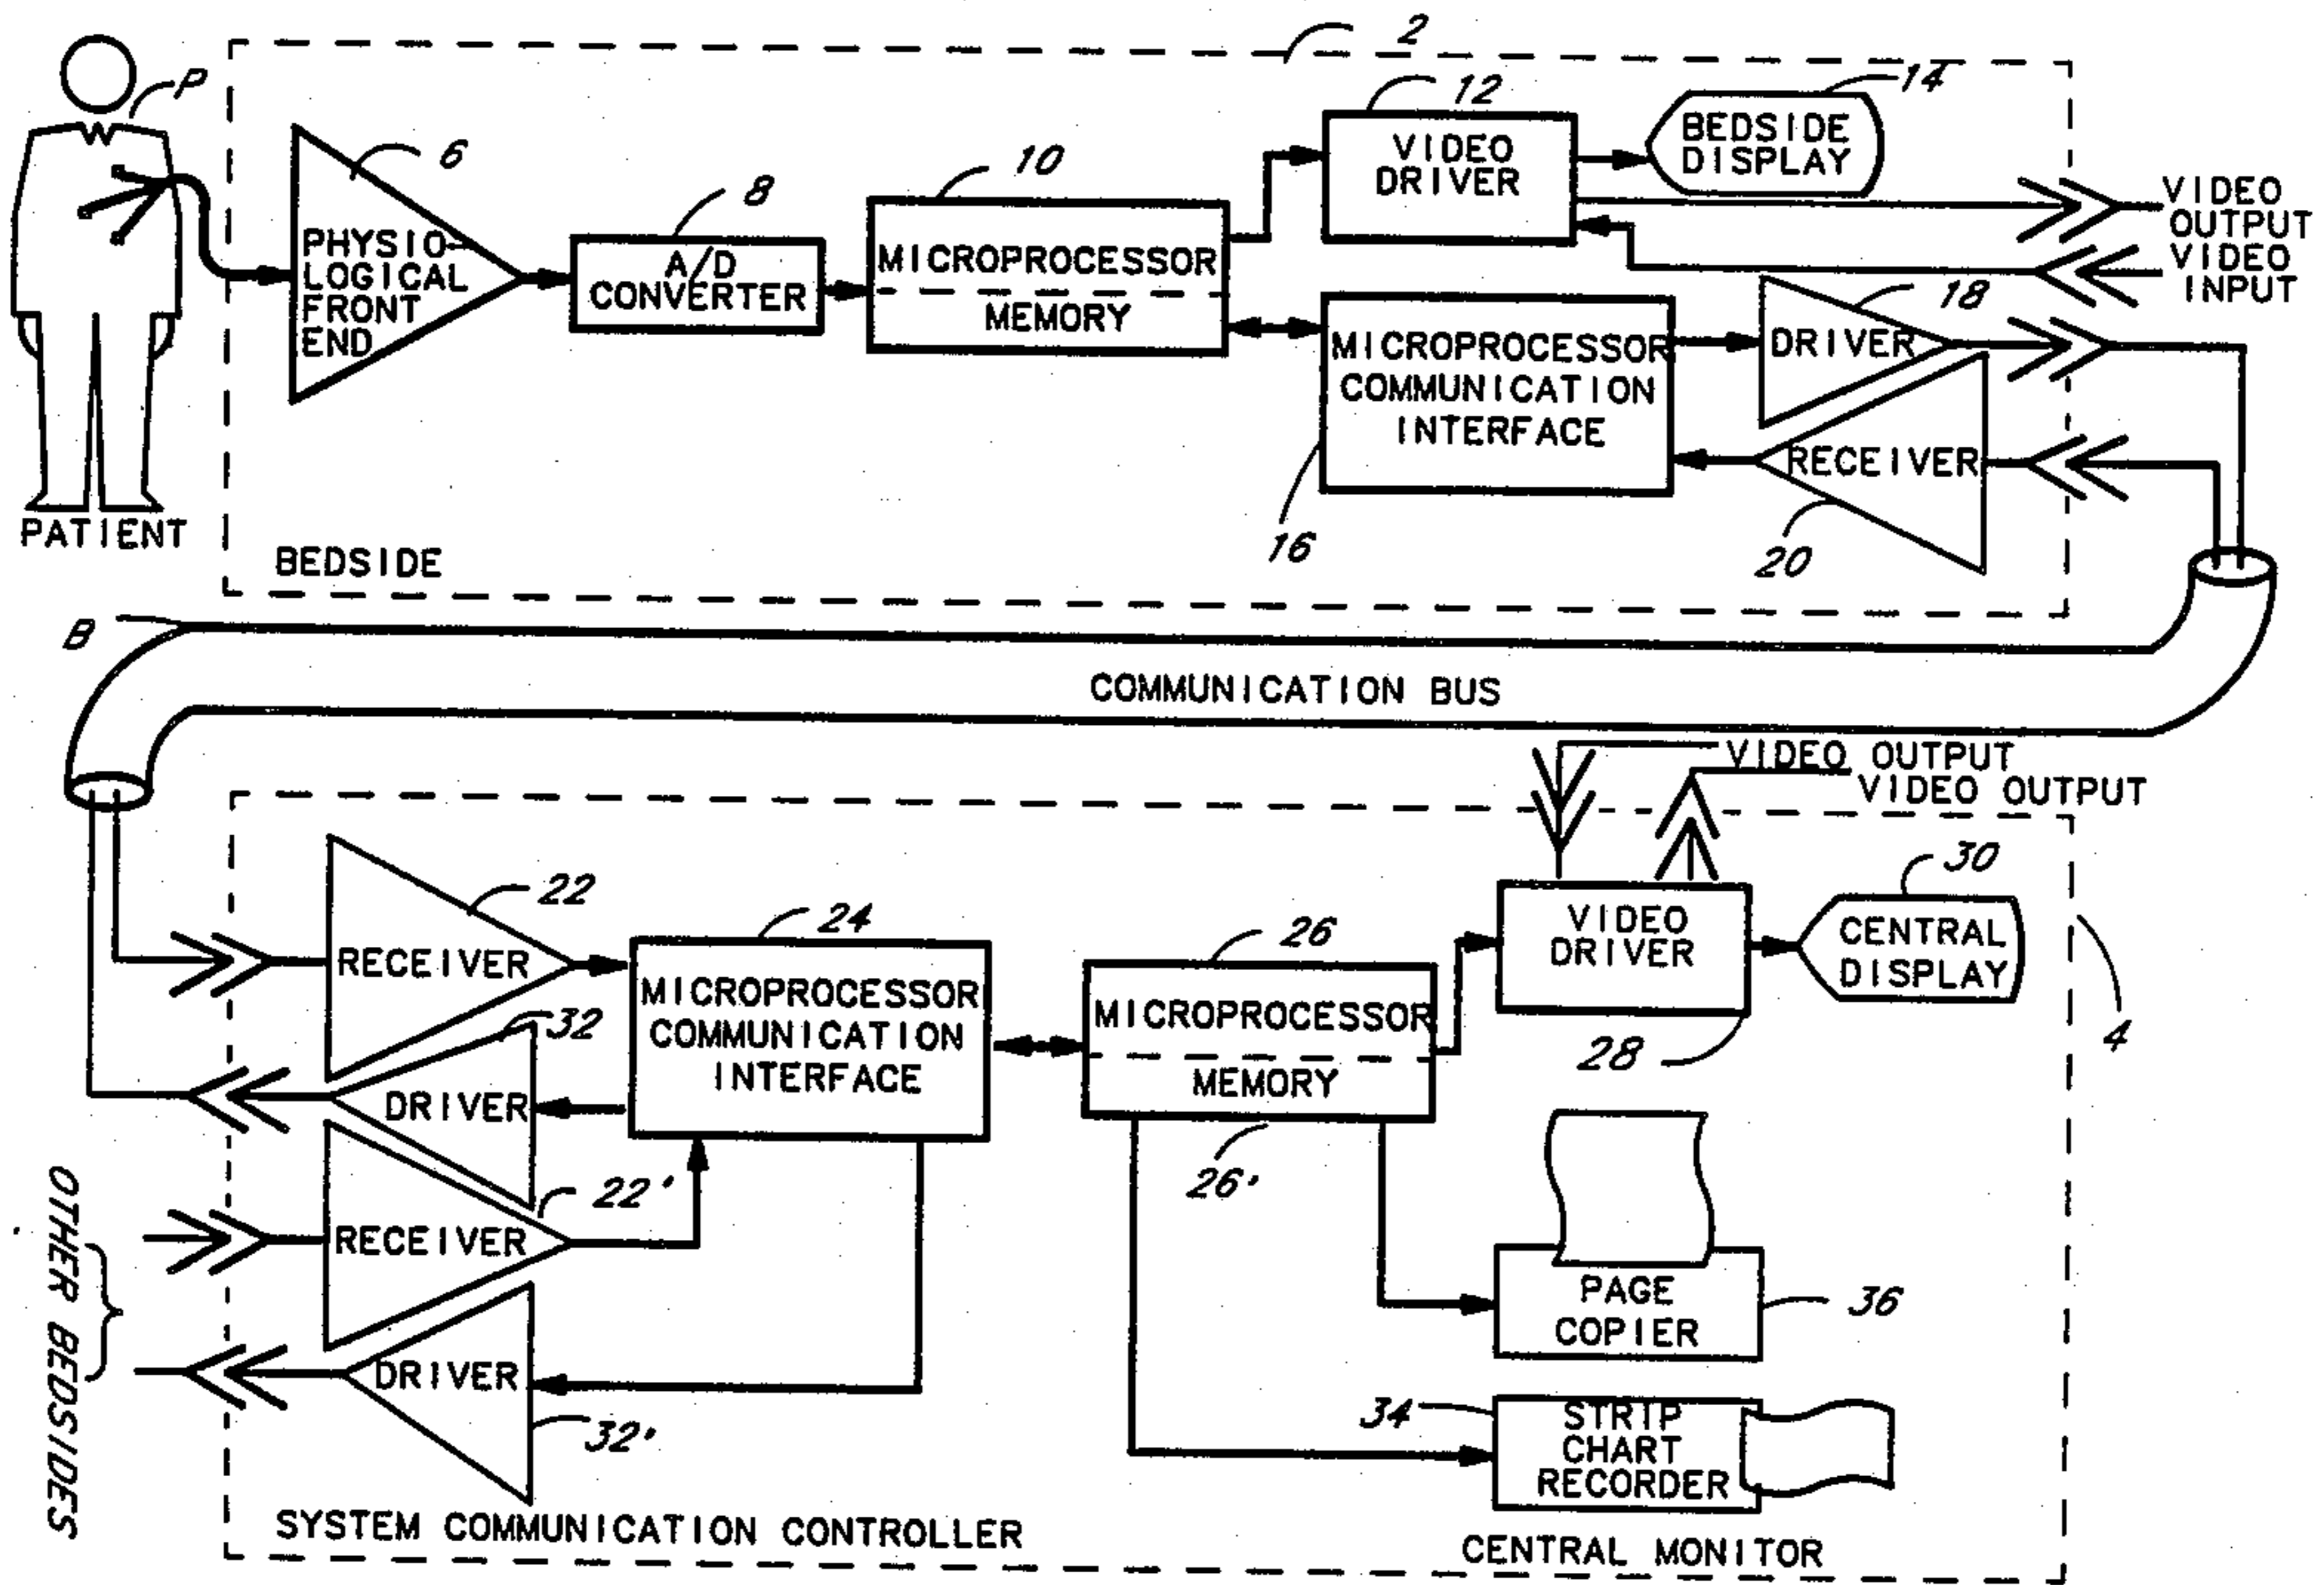 2
P
6
PHYSIO-
LOGICAL
FRONT
END
8
A/D
CONVERTER
10
MICROPROCESSOR
MEMORY
12
VIDEO
DRIVER
14
BEDSIDE
DISPLAY
VIDEO
OUTPUT
VIDEO
INPUT
MICROPROCESSOR
COMMUNICATION
INTERFACE
16
18
DRIVER
RECEIVER
20
PATIENT
BEDSIDE
B
COMMUNICATION BUS
VIDEO OUTPUT
VIDEO OUTPUT
22
RECEIVER
24
MICROPROCESSOR
COMMUNICATION
INTERFACE
32
DRIVER
22'
RECEIVER
DRIVER
32'
OTHER BEDSIDES
26
MICROPROCESSOR
MEMORY
26'
VIDEO
DRIVER
28
30
CENTRAL
DISPLAY
4
PAGE
COPIER
36
34
STRIP
CHART
RECORDER
SYSTEM COMMUNICATION CONTROLLER
CENTRAL MONITOR